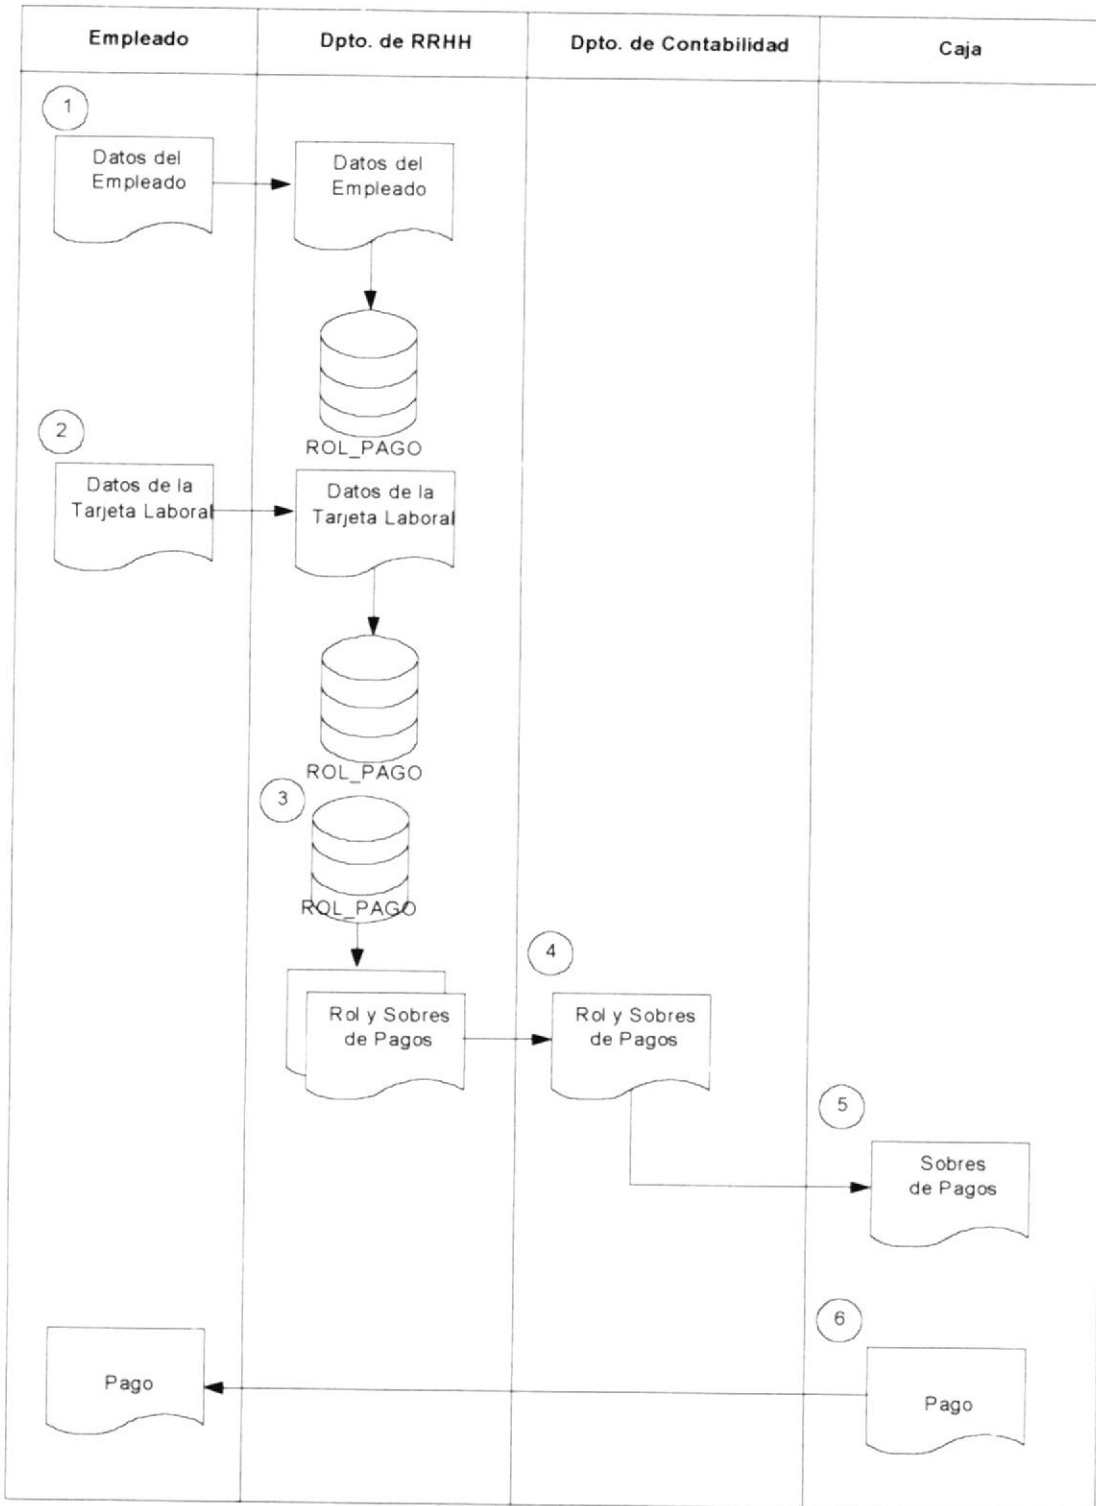 Empleado
Dpto. de RRHH
Dpto. de Contabilidad
Caja
1
Datos del
Empleado
Datos del
Empleado
ROL_PAGO
2
Datos de la
Tarjeta Laboral
Datos de la
Tarjeta Laboral
ROL_PAGO
3
ROL_PAGO
4
Rol y Sobres
de Pagos
Rol y Sobres
de Pagos
5
Sobres
de Pagos
6
Pago
Pago